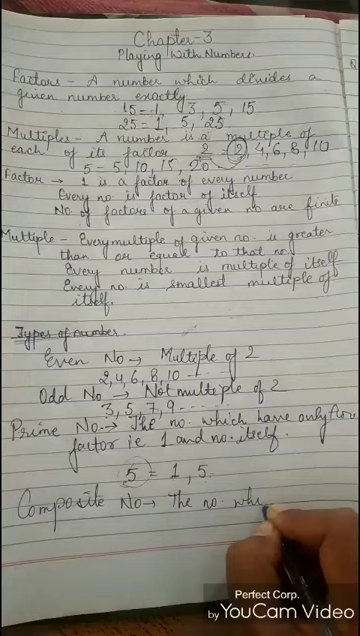 Chapter-3
Playing With Numbers
Factors - A number which divides a
given number exactly
15 = 1, 3, 5, 15
25 = 1, 5, 25
Multiples - A number is a multiple of
each of its factor 2 = 2, 4, 6, 8, 10
5 = 5, 10, 15, 20
Factor → 1 is a factor of every number
Every no. is factor of itself
No of factors of a given no are finite
Multiple - Every multiple of given no. is greater
than or equal to that no.
Every number is multiple of itself
Every no. is smallest multiple of
itself.
Types of number
Even No → Multiple of 2
2, 4, 6, 8, 10 - - - -
Odd No → Not multiple of 2
3, 5, 7, 9 - - - - -
Prime No. → The no. which have only
factor ie 1 and no. itself.
5 = 1, 5.
Composite No → The no. whi
Perfect Corp.
by YouCam Video